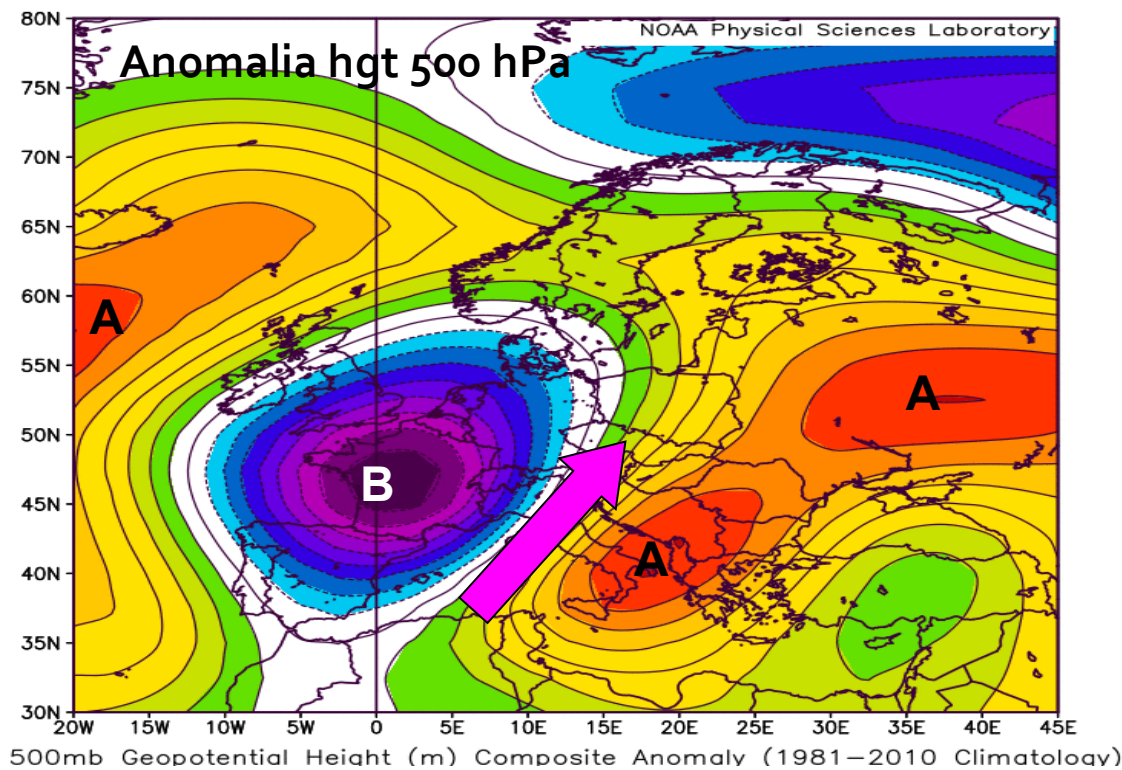 80N
NOAA Physical Sciences Laboratory
Anomalia hgt 500 hPa
75N
70N
65N
60N
A
55N
A
50N
B
45N
A
40N
35N
30N
20W 15W 10W 5W 0 5E 10E 15E 20E 25E 30E 35E 40E 45E
500mb Geopotential Height (m) Composite Anomaly (1981−2010 Climatology)